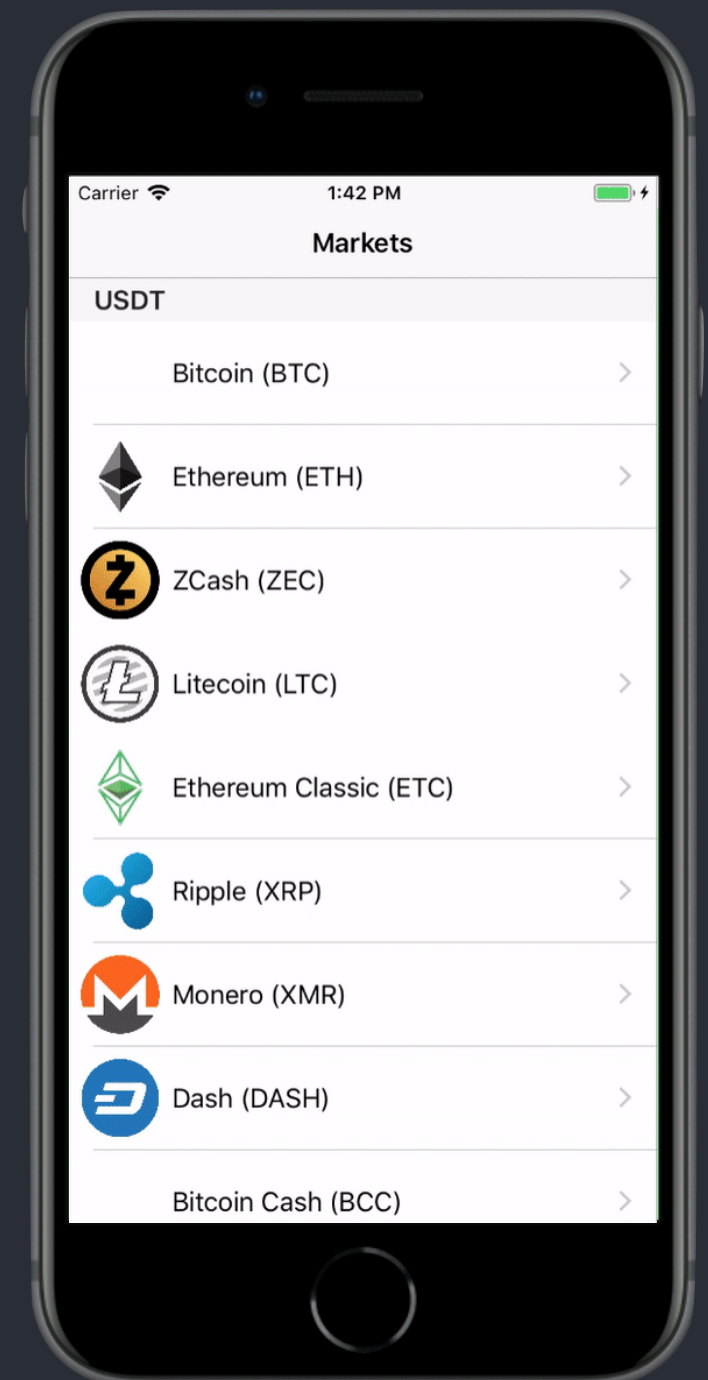 Carrier 1:42 PM
Markets
USDT
Bitcoin (BTC)
Ethereum (ETH)
ZCash (ZEC)
Litecoin (LTC)
Ethereum Classic (ETC)
Ripple (XRP)
Monero (XMR)
Dash (DASH)
Bitcoin Cash (BCC)